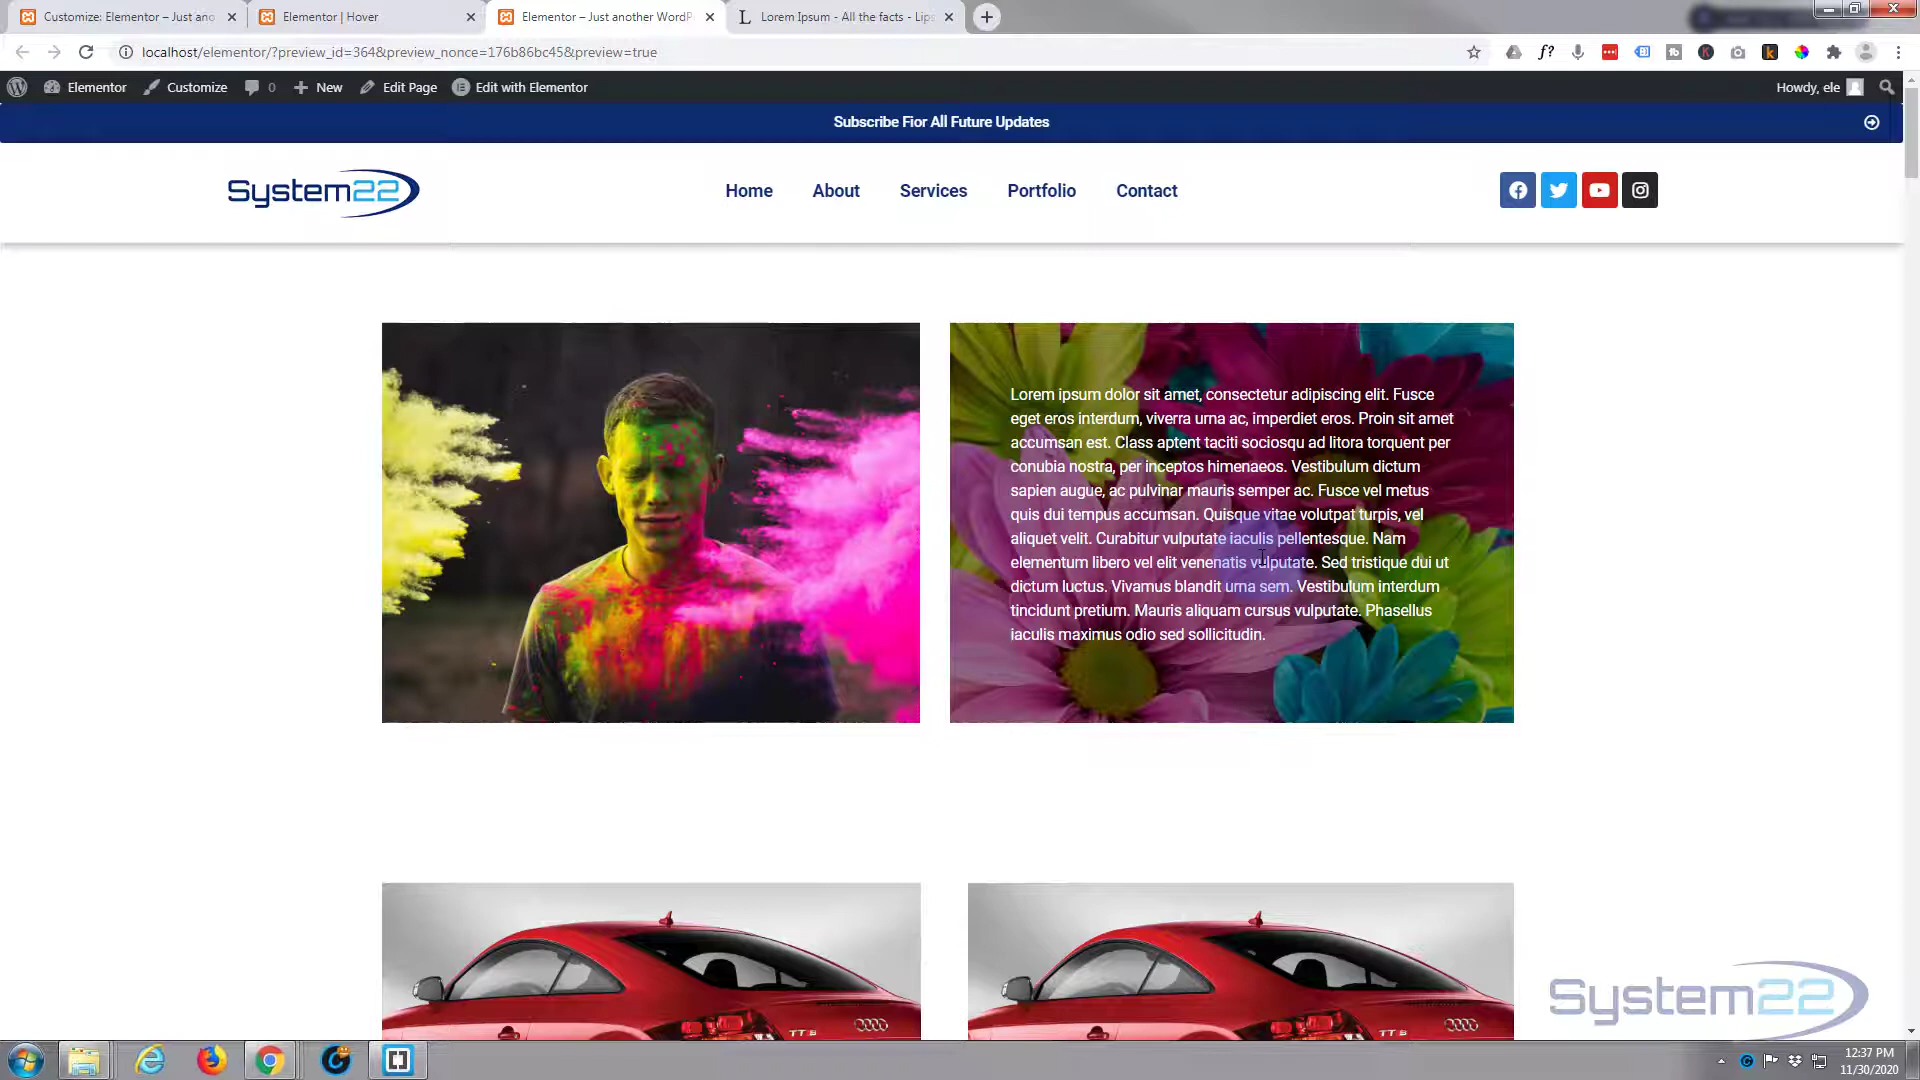 Customize: Elementor – Just ano
Elementor | Hover
Elementor – Just another WordP
Lorem Ipsum - All the facts - Lips
localhost/elementor/?preview_id=364&preview_nonce=176b86bc45&preview=true
Elementor
Customize
0
New
Edit Page
Edit with Elementor
Howdy, ele
Subscribe Fior All Future Updates
System22
Home
About
Services
Portfolio
Contact
Lorem ipsum dolor sit amet, consectetur adipiscing elit. Fusce
eget eros interdum, viverra urna ac, imperdiet eros. Proin sit amet
accumsan est. Class aptent taciti sociosqu ad litora torquent per
conubia nostra, per inceptos himenaeos. Vestibulum dictum
sapien augue, ac pulvinar mauris semper ac. Fusce vel metus
quis dui tempus accumsan. Quisque vitae volutpat turpis, vel
aliquet velit. Curabitur vulputate iaculis pellentesque. Nam
elementum libero vel elit venenatis vulputate. Sed tristique dui ut
dictum luctus. Vivamus blandit urna sem. Vestibulum interdum
tincidunt pretium. Mauris aliquam cursus vulputate. Phasellus
iaculis maximus odio sed sollicitudin.
System22
12:37 PM
11/30/2020